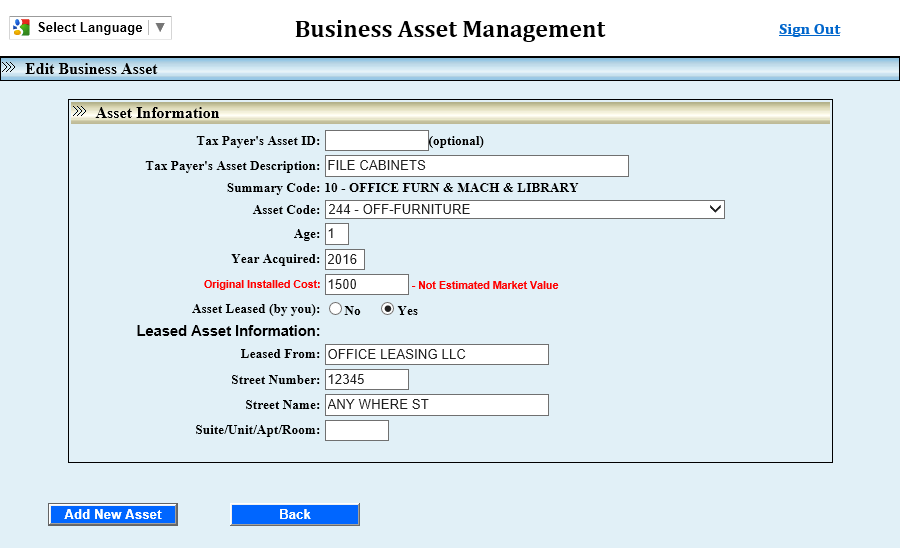 Select Language ▼
Business Asset Management
Sign Out
Edit Business Asset
Asset Information
Tax Payer's Asset ID: (optional)
Tax Payer's Asset Description: FILE CABINETS
Summary Code: 10 - OFFICE FURN & MACH & LIBRARY
Asset Code: 244 - OFF-FURNITURE
Age: 1
Year Acquired: 2016
Original Installed Cost: 1500 - Not Estimated Market Value
Asset Leased (by you): No Yes
Leased Asset Information:
Leased From: OFFICE LEASING LLC
Street Number: 12345
Street Name: ANY WHERE ST
Suite/Unit/Apt/Room:
Add New Asset Back